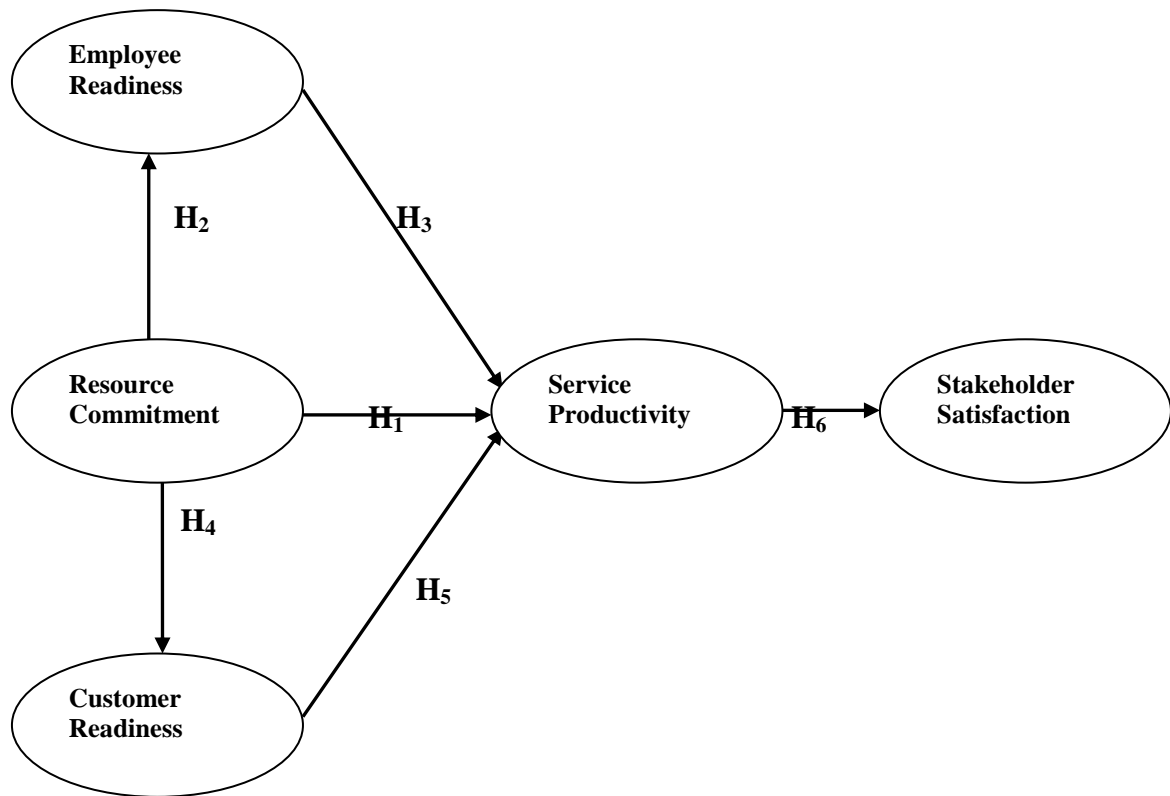 Employee
Readiness
H₂
H₃
Resource
Commitment
H₁
Service
Productivity
H₆
Stakeholder
Satisfaction
H₄
H₅
Customer
Readiness